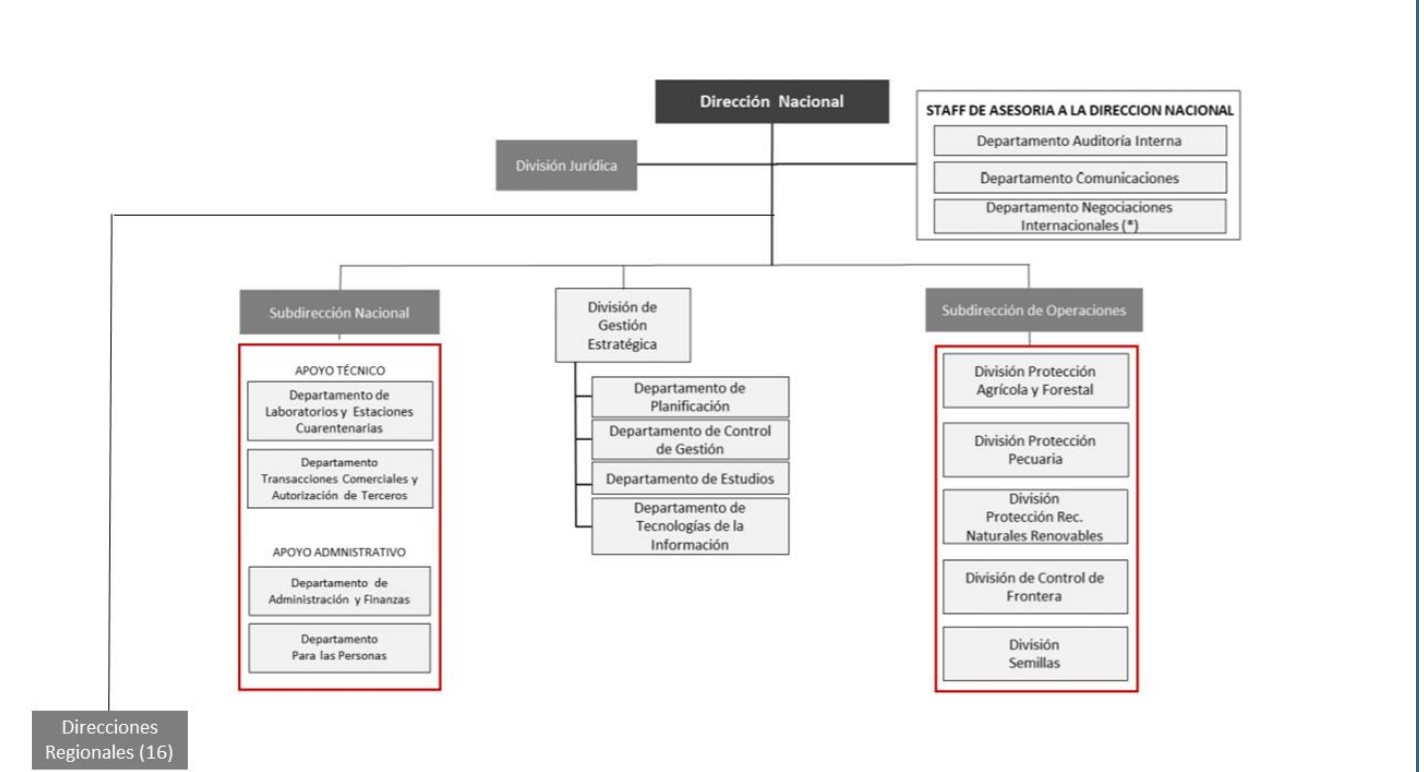 Dirección Nacional
STAFF DE ASESORIA A LA DIRECCION NACIONAL
Departamento Auditoría Interna
Departamento Comunicaciones
Departamento Negociaciones
Internacionales (*)
División Jurídica
Subdirección Nacional
APOYO TÉCNICO
Departamento de
Laboratorios y Estaciones
Cuarentenarias
Departamento
Transacciones Comerciales y
Autorización de Terceros
APOYO ADMNISTRATIVO
Departamento de
Administración y Finanzas
Departamento
Para las Personas
División de
Gestión
Estratégica
Departamento de
Planificación
Departamento de Control
de Gestión
Departamento de Estudios
Departamento de
Tecnologías de la
Información
Subdirección de Operaciones
División Protección
Agrícola y Forestal
División Protección
Pecuaria
División
Protección Rec.
Naturales Renovables
División de Control de
Frontera
División
Semillas
Direcciones
Regionales (16)